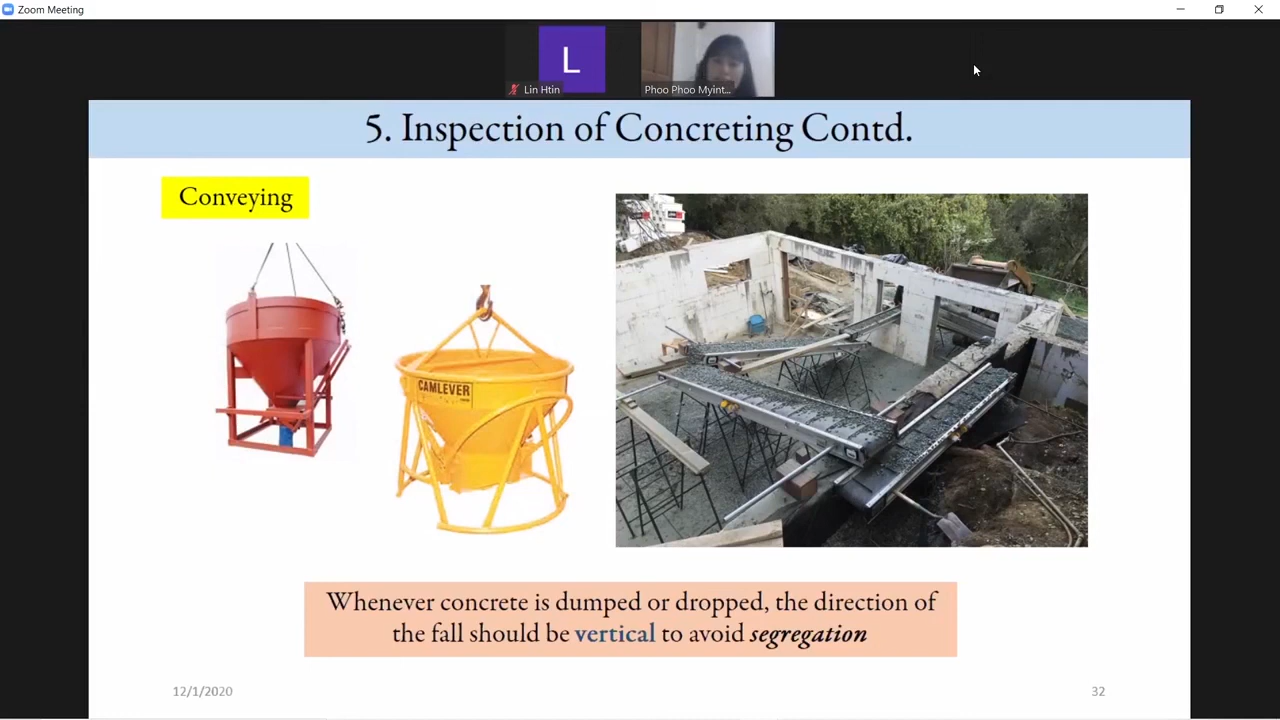 Zoom Meeting
L
Lin Htin
Phoo Phoo Myint...
5. Inspection of Concreting Contd.
Conveying
CAMLEVER
Whenever concrete is dumped or dropped, the direction of
the fall should be vertical to avoid segregation
12/1/2020
32